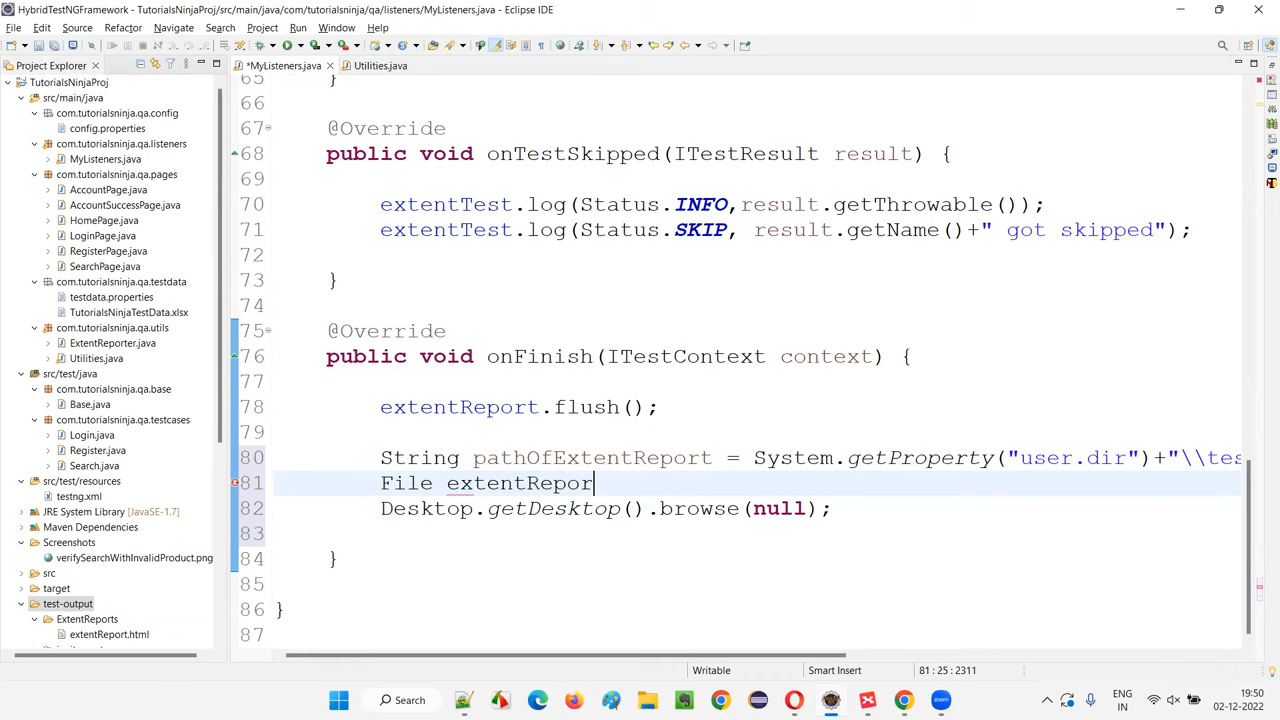 HybridTestNGFramework - TutorialsNinjaProj/src/main/java/com/tutorialsninja/qa/listeners/MyListeners.java - Eclipse IDE
File Edit Source Refactor Navigate Search Project Run Window Help
Project Explorer
*MyListeners.java Utilities.java
TutorialsNinjaProj
src/main/java
com.tutorialsninja.qa.config
config.properties
com.tutorialsninja.qa.listeners
MyListeners.java
com.tutorialsninja.qa.pages
AccountPage.java
AccountSuccessPage.java
HomePage.java
LoginPage.java
RegisterPage.java
SearchPage.java
com.tutorialsninja.qa.testdata
testdata.properties
TutorialsNinjaTestData.xlsx
com.tutorialsninja.qa.utils
ExtentReporter.java
Utilities.java
src/test/java
com.tutorialsninja.qa.base
Base.java
com.tutorialsninja.qa.testcases
Login.java
Register.java
Search.java
src/test/resources
testng.xml
JRE System Library [JavaSE-1.7]
Maven Dependencies
Screenshots
verifySearchWithInvalidProduct.png
src
target
test-output
ExtentReports
extentReport.html
65 }
66
67 @Override
68 public void onTestSkipped(ITestResult result) {
69
70 extentTest.log(Status.INFO,result.getThrowable());
71 extentTest.log(Status.SKIP, result.getName()+" got skipped");
72
73 }
74
75 @Override
76 public void onFinish(ITestContext context) {
77
78 extentReport.flush();
79
80 String pathOfExtentReport = System.getProperty("user.dir")+"\\tes
81 File extentRepor
82 Desktop.getDesktop().browse(null);
83
84 }
85
86 }
87
Writable Smart Insert 81 : 25 : 2311
Search
ENG
IN
19:50
02-12-2022